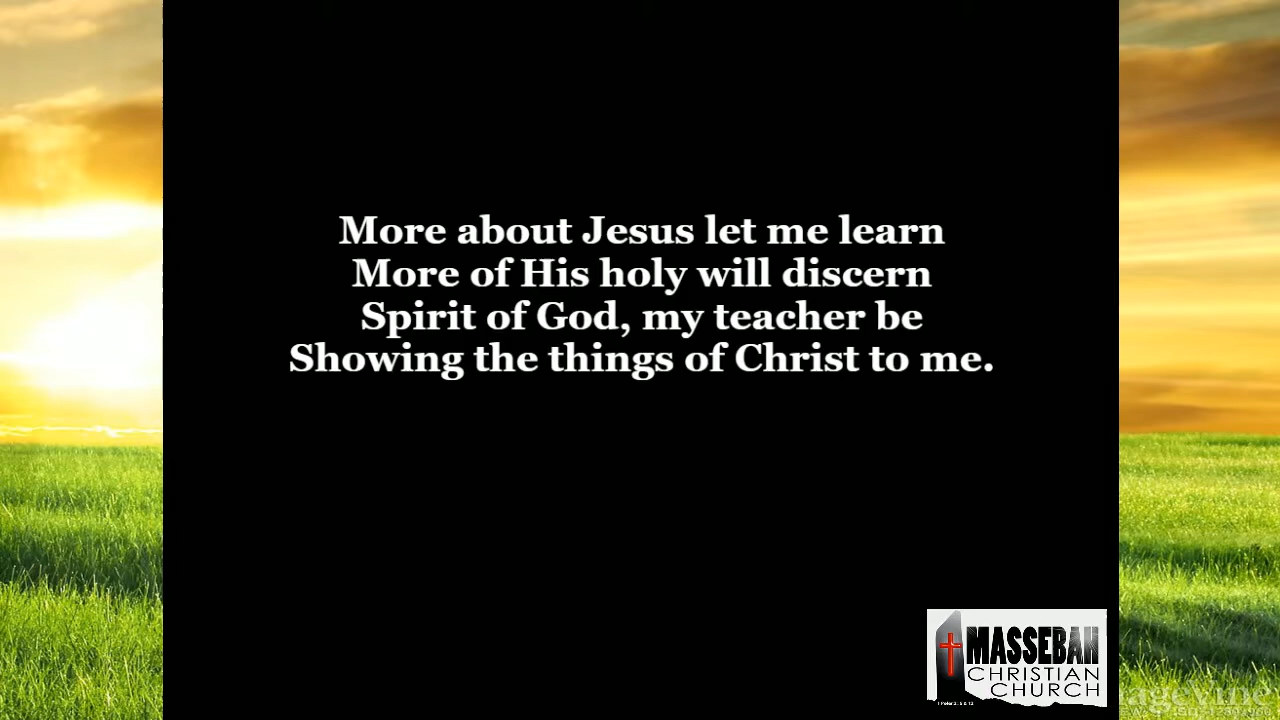 More about Jesus let me learn
More of His holy will discern
Spirit of God, my teacher be
Showing the things of Christ to me.
MASSEBAH
CHRISTIAN
CHURCH